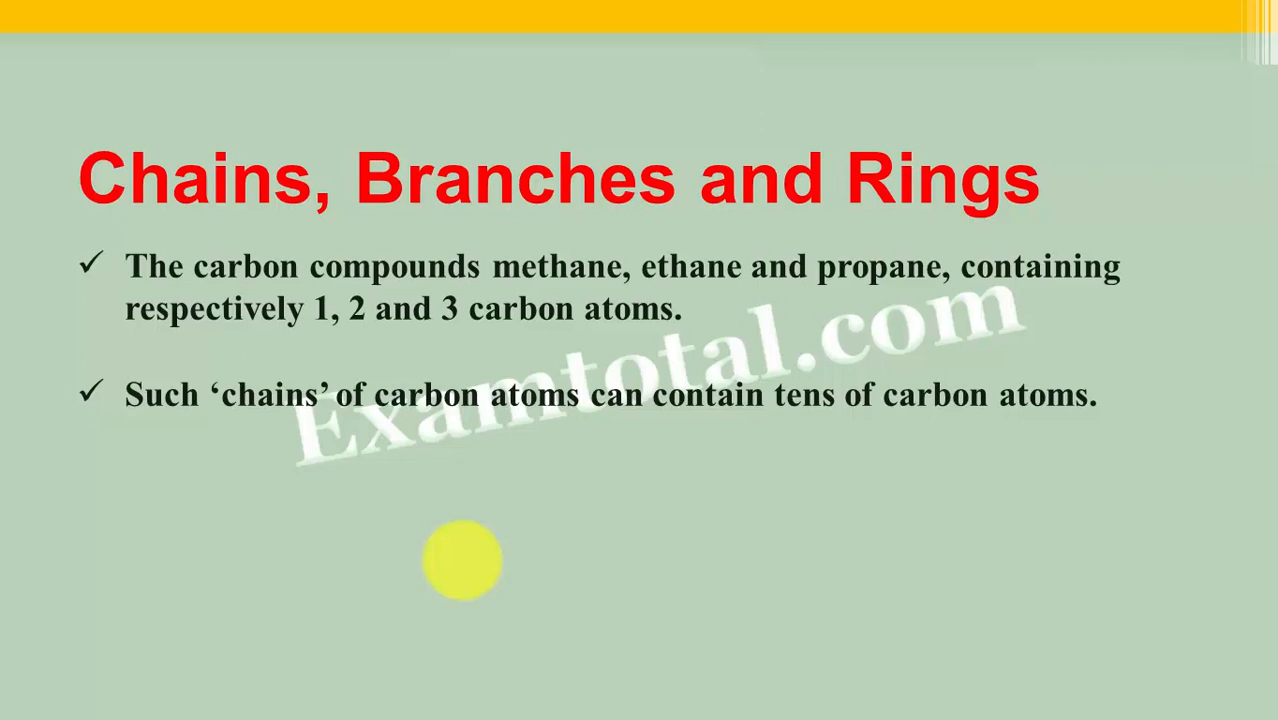 Chains, Branches and Rings
✓ The carbon compounds methane, ethane and propane, containing
respectively 1, 2 and 3 carbon atoms.
✓ Such ‘chains’ of carbon atoms can contain tens of carbon atoms.
Examtotal.com